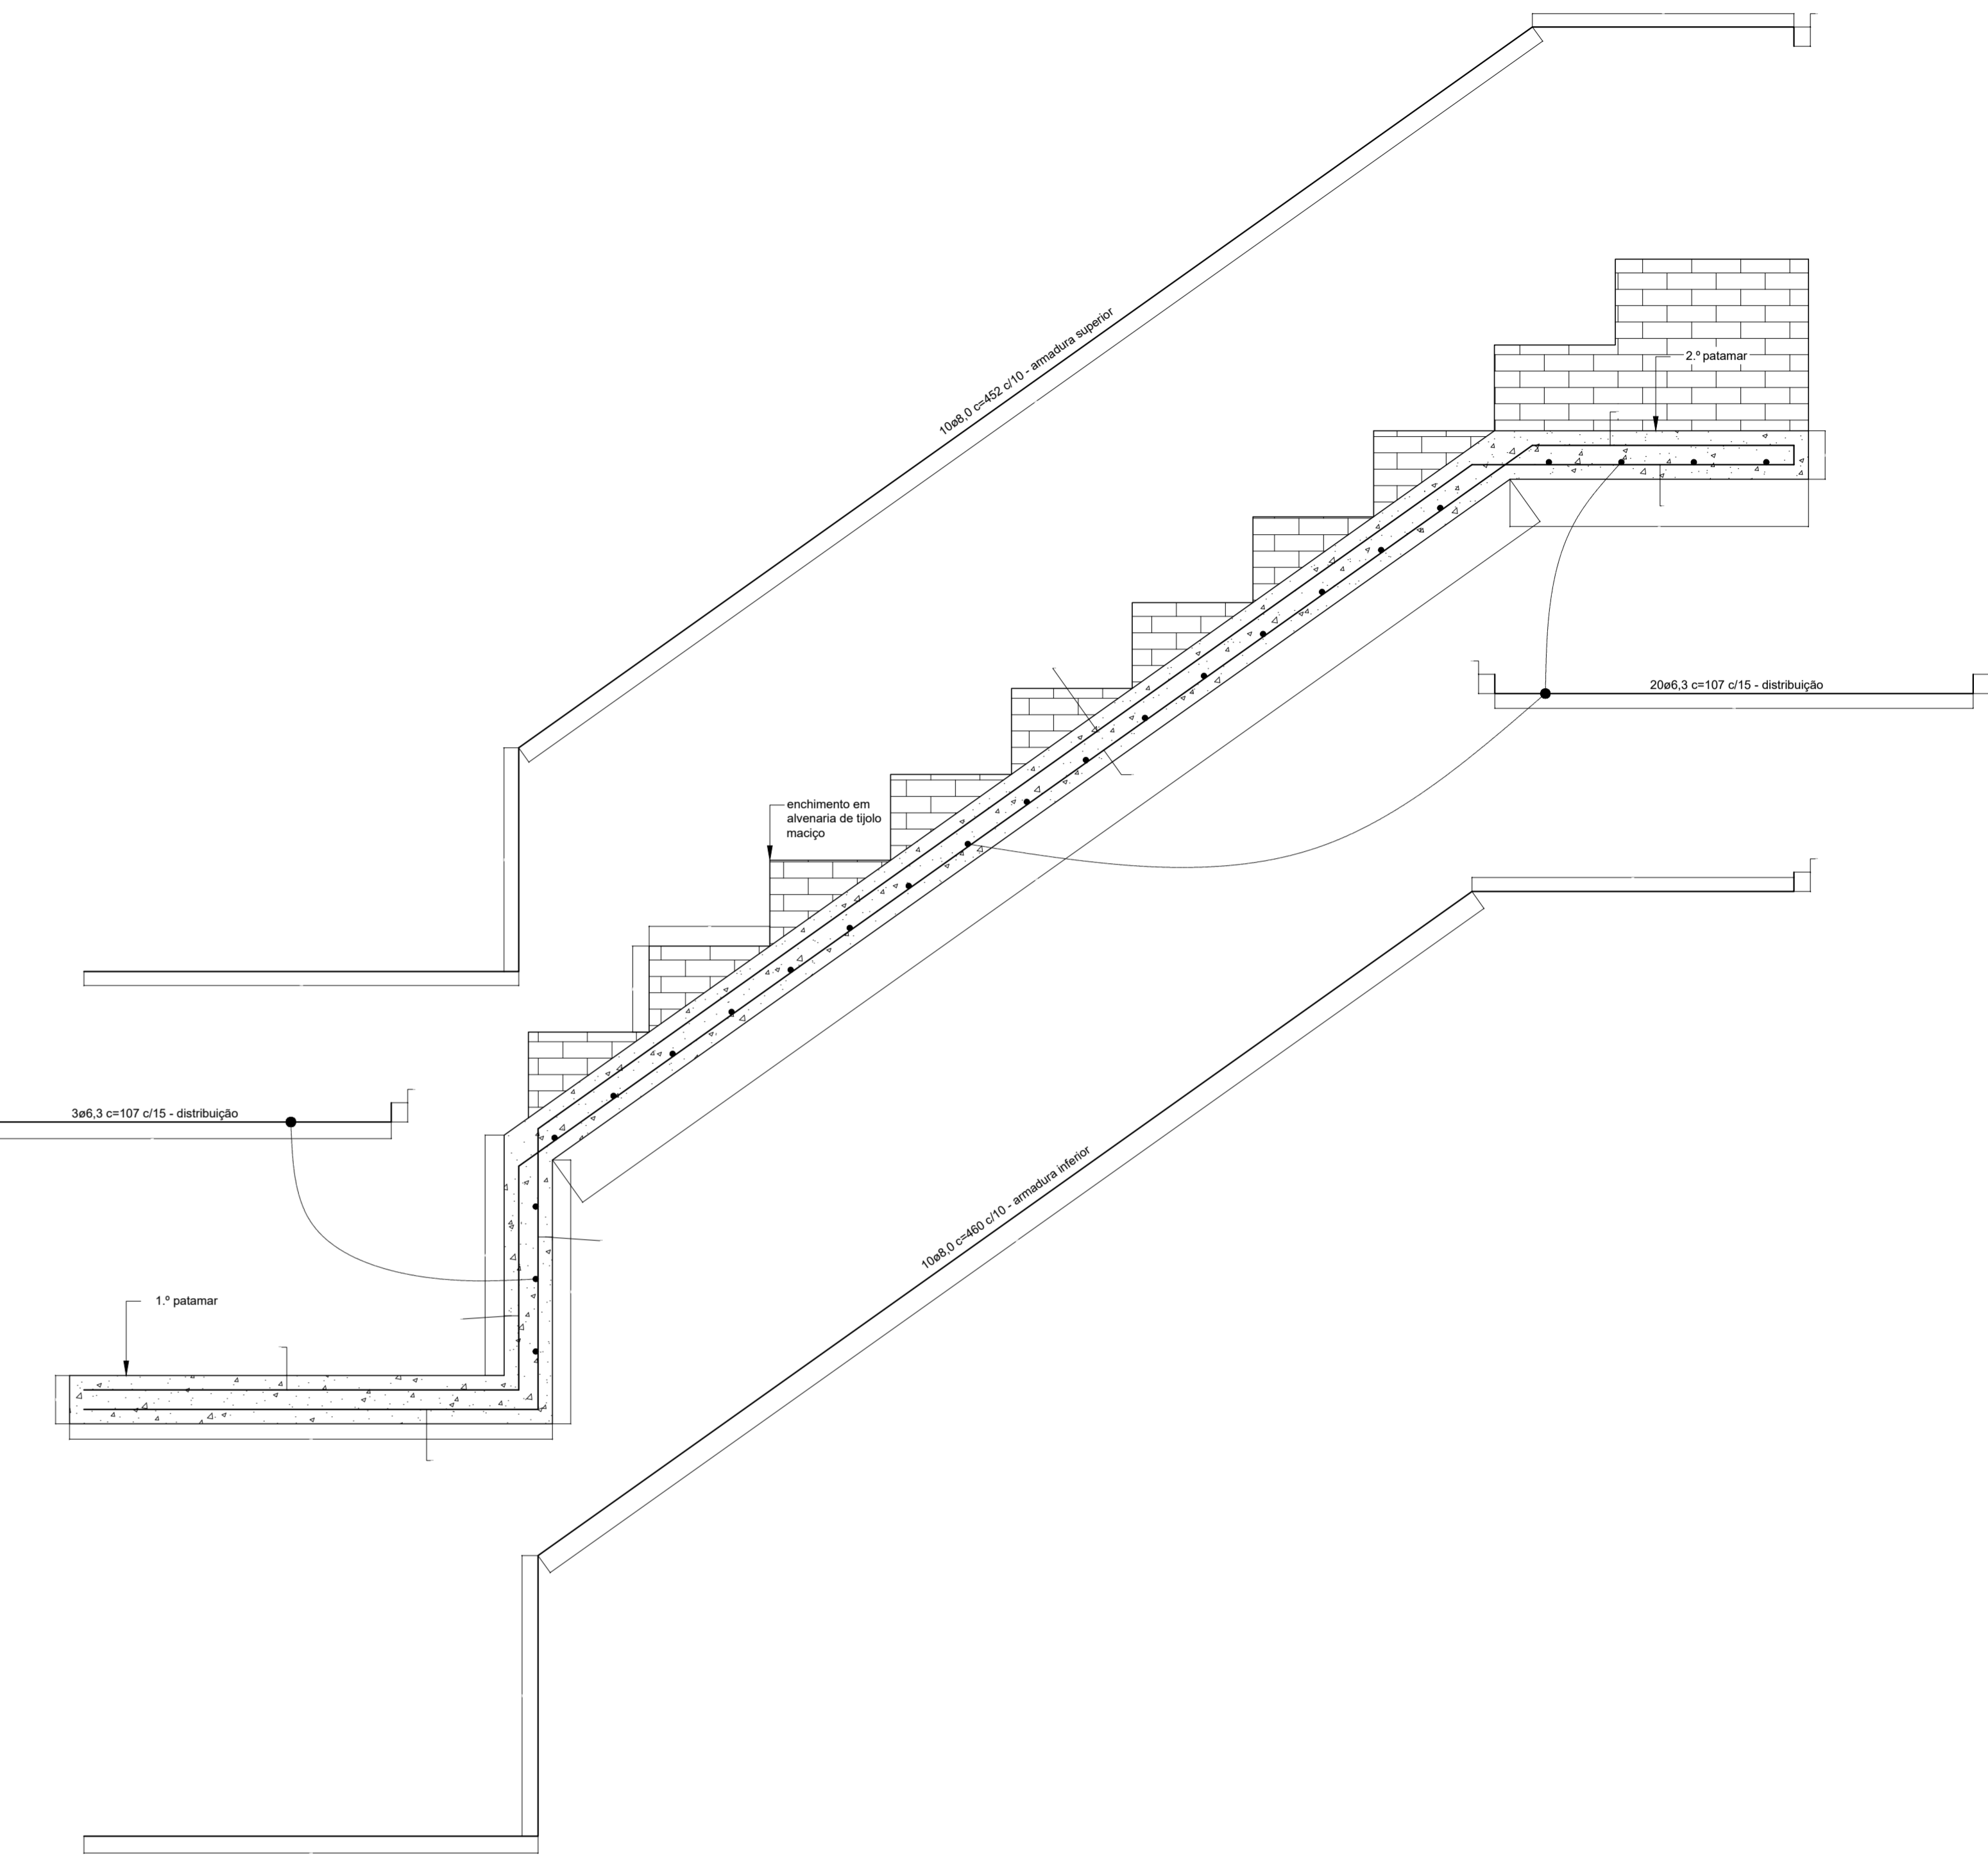 10ø8,0 c=452 c/10 - armadura superior
2.º patamar
20ø6,3 c=107 c/15 - distribuição
enchimento em
alvenaria de tijolo
maciço
3ø6,3 c=107 c/15 - distribuição
10ø8,0 c=460 c/10 - armadura inferior
1.º patamar